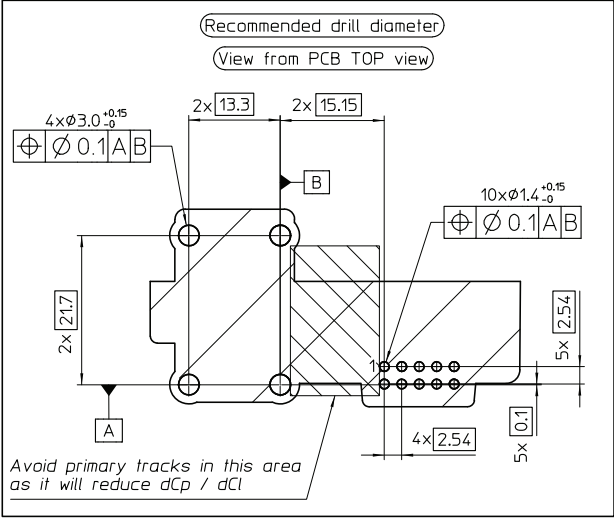 Recommended drill diameter
View from PCB TOP view
2x 13.3
2x 15.15
4xØ3.0 +0.15 -0
⌖ Ø 0.1 A B
B
10xØ1.4 +0.15 -0
⌖ Ø 0.1 A B
2x 21.7
5x 2.54
1
A
4x 2.54
5x 0.1
Avoid primary tracks in this area
as it will reduce dCp / dCl